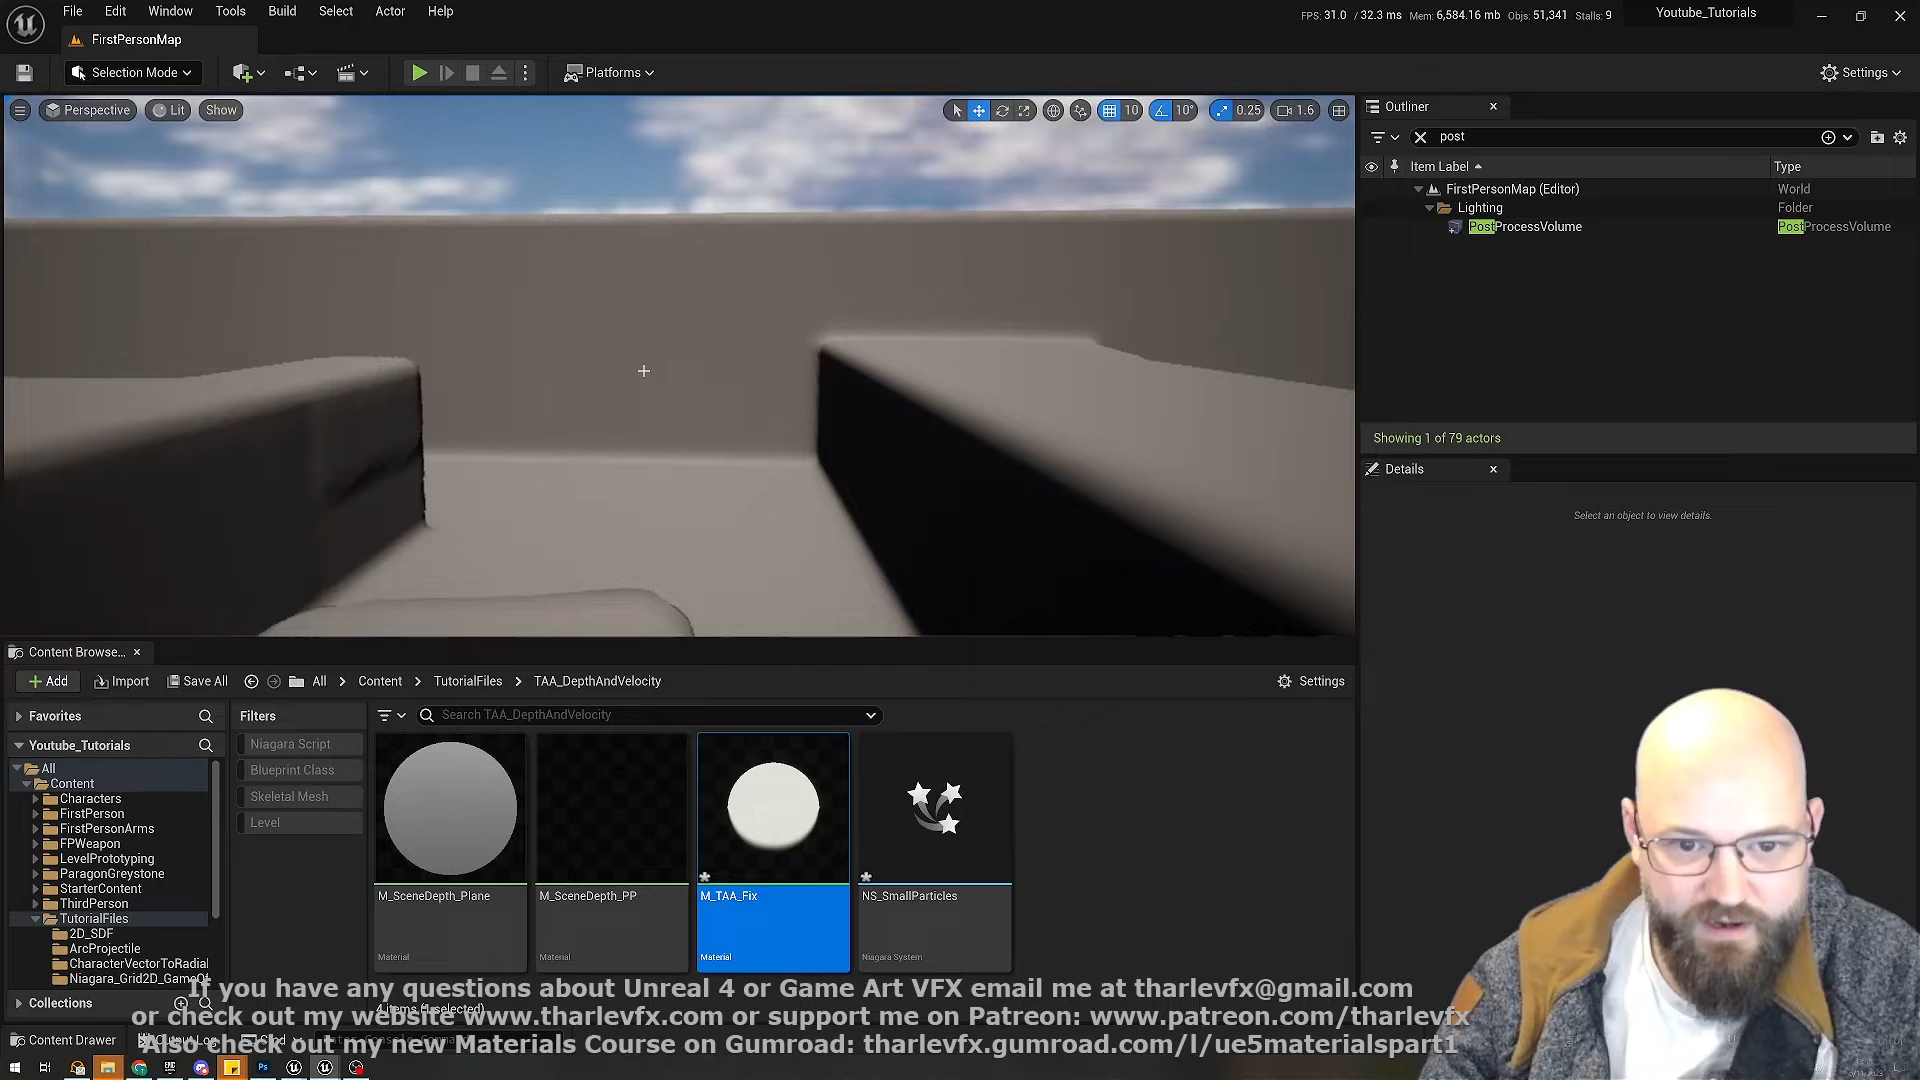 File Edit Window Tools Build Select Actor Help
FPS: 31.0 / 32.3 ms Mem: 6,584.16 mb Objs: 51,341 Stalls: 9
Youtube_Tutorials
FirstPersonMap
Selection Mode
Platforms
Settings
Perspective Lit Show
10 10° 0.25 1.6
Outliner
post
Item Label Type
FirstPersonMap (Editor) World
Lighting Folder
PostProcessVolume PostProcessVolume
Showing 1 of 79 actors
Details
Select an object to view details.
Content Browse...
Add Import Save All All Content TutorialFiles TAA_DepthAndVelocity Settings
Favorites
Filters
Search TAA_DepthAndVelocity
Youtube_Tutorials
All
Content
Characters
FirstPerson
FirstPersonArms
FPWeapon
LevelPrototyping
ParagonGreystone
StarterContent
ThirdPerson
TutorialFiles
2D_SDF
ArcProjectile
CharacterVectorToRadial
Collections
Niagara Script
Blueprint Class
Skeletal Mesh
Level
M_SceneDepth_Plane
Material
M_SceneDepth_PP
Material
M_TAA_Fix
Material
NS_SmallParticles
Niagara System
4 items (1 selected)
If you have any questions about Unreal 4 or Game Art VFX email me at tharlevfx@gmail.com
or check out my website www.tharlevfx.com or support me on Patreon: www.patreon.com/tharlevfx
Also check out my new Materials Course on Gumroad: tharlevfx.gumroad.com/l/ue5materialspart1
Content Drawer